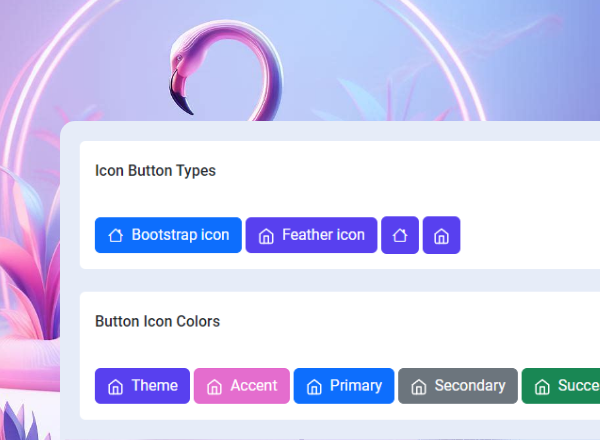 Icon Button Types
Bootstrap icon Feather icon
Button Icon Colors
Theme Accent Primary Secondary Succe